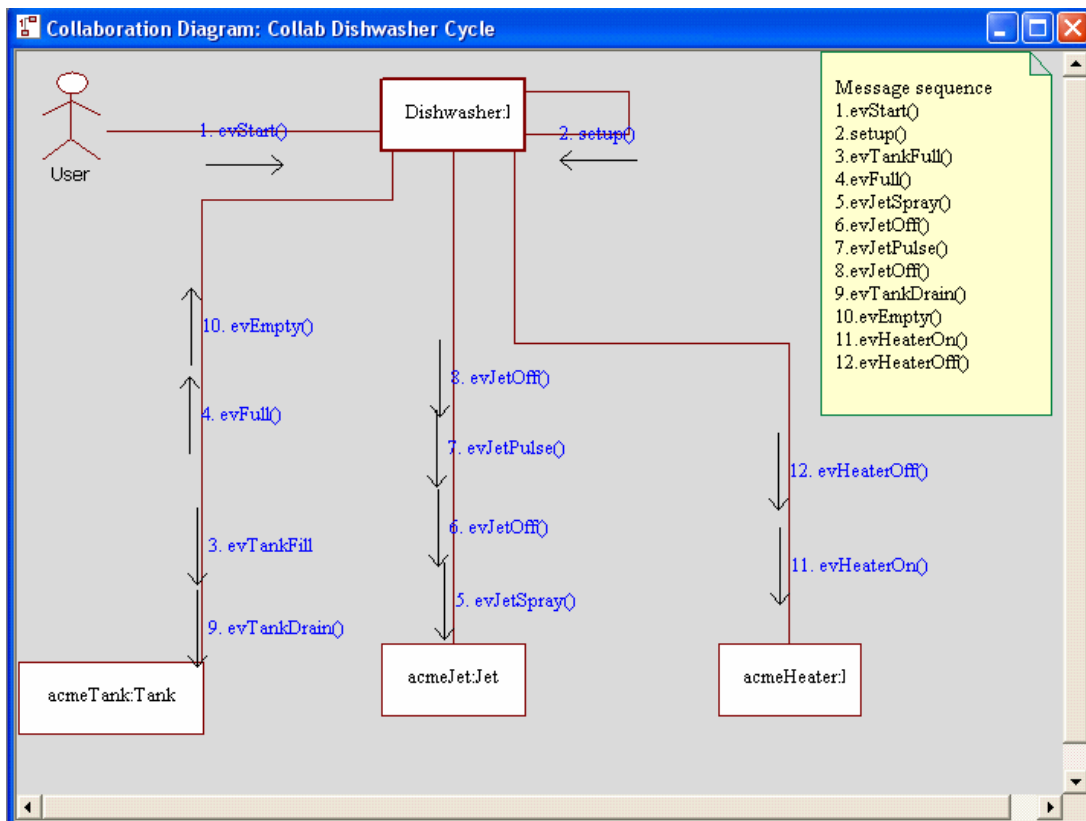 Collaboration Diagram: Collab Dishwasher Cycle
Message sequence
1.evStart()
2.setup()
3.evTankFull()
4.evFull()
5.evJetSpray()
6.evJetOff()
7.evJetPulse()
8.evJetOff()
9.evTankDrain()
10.evEmpty()
11.evHeaterOn()
12.evHeaterOff()
User
1. evStart()
Dishwasher:l
2. setup()
10. evEmpty()
4. evFull()
3. evTankFill
9. evTankDrain()
8. evJetOff()
7. evJetPulse()
6. evJetOff()
5. evJetSpray()
12. evHeaterOff()
11. evHeaterOn()
acmeTank:Tank
acmeJet:Jet
acmeHeater:l